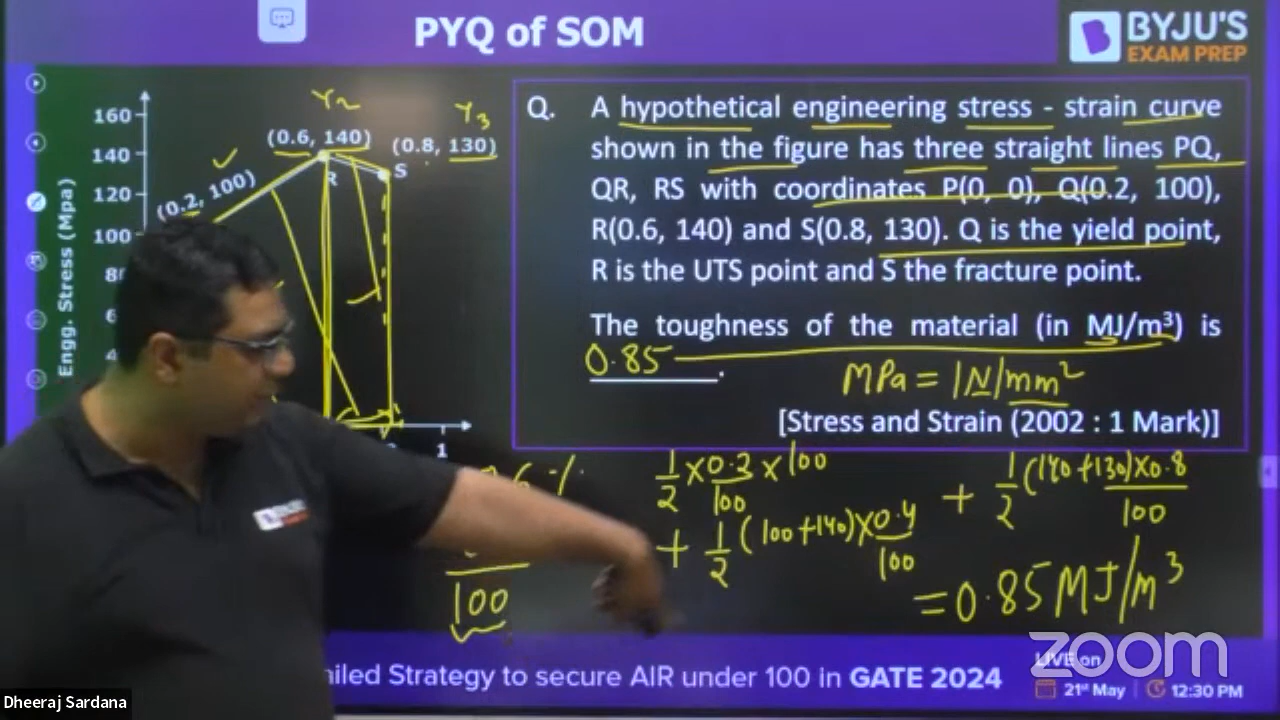 PYQ of SOM
BYJU'S
EXAM PREP
Y2
Y3
160
(0.6, 140)
(0.8, 130)
140
R
S
120
(0.2, 100)
100
Engg. Stress (Mpa)
1
Q. A hypothetical engineering stress - strain curve
shown in the figure has three straight lines PQ,
QR, RS with coordinates P(0, 0), Q(0.2, 100),
R(0.6, 140) and S(0.8, 130). Q is the yield point,
R is the UTS point and S the fracture point.
The toughness of the material (in MJ/m³) is
0.85
MPa = 1N/mm²
[Stress and Strain (2002 : 1 Mark)]
100
1/2 × 0.2/100 × 100
+ 1/2 (100+140) × 0.4/100
+ 1/2 (140+130) × 0.8/100
= 0.85 MJ/m³
zoom
ailed Strategy to secure AIR under 100 in GATE 2024
LIVE on
21st May
12:30 PM
Dheeraj Sardana